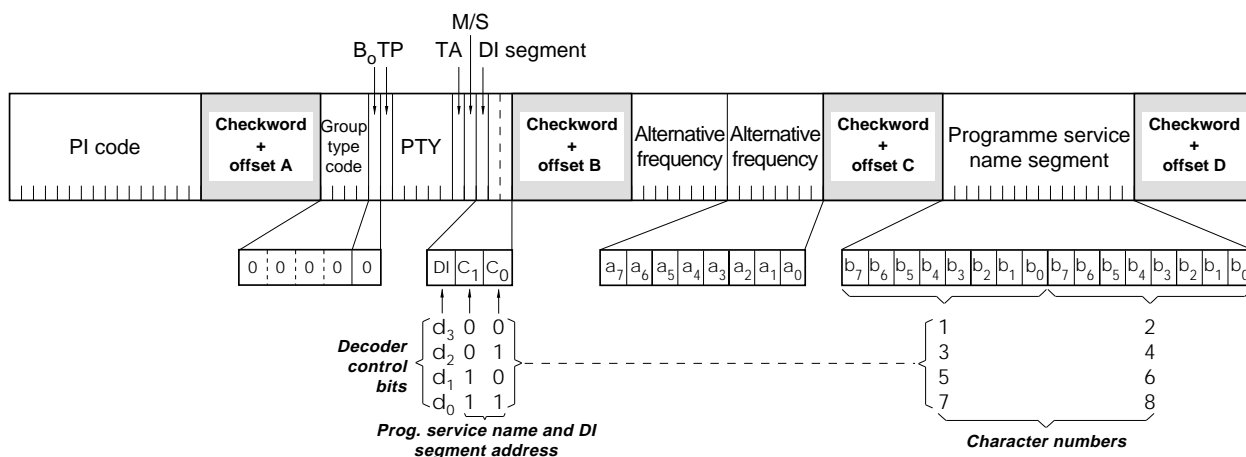 M/S
B₀TP TA DI segment
PI code
Checkword
+
offset A
Group
type
code
PTY
Checkword
+
offset B
Alternative
frequency
Alternative
frequency
Checkword
+
offset C
Programme service
name segment
Checkword
+
offset D
0 0 0 0 0
DI C₁ C₀
a₇ a₆ a₅ a₄ a₃ a₂ a₁ a₀
b₇ b₆ b₅ b₄ b₃ b₂ b₁ b₀ b₇ b₆ b₅ b₄ b₃ b₂ b₁ b₀
Decoder
control
bits
d₃ 0 0
d₂ 0 1
d₁ 1 0
d₀ 1 1
1 2
3 4
5 6
7 8
Prog. service name and DI
segment address
Character numbers